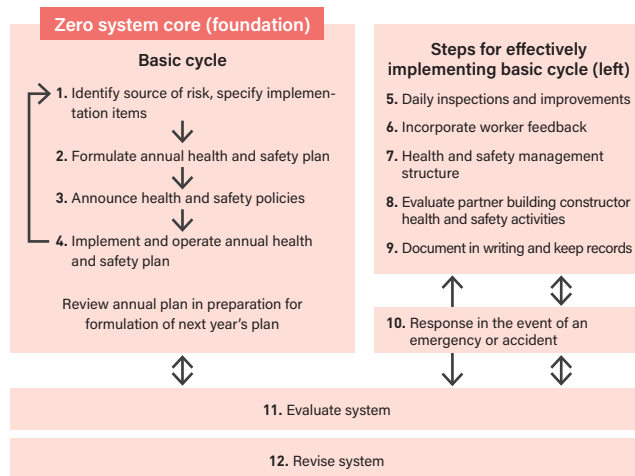 Zero system core (foundation)
Basic cycle
1. Identify source of risk, specify implemen-
tation items
2. Formulate annual health and safety plan
3. Announce health and safety policies
4. Implement and operate annual health
and safety plan
Review annual plan in preparation for
formulation of next year’s plan
Steps for effectively
implementing basic cycle (left)
5. Daily inspections and improvements
6. Incorporate worker feedback
7. Health and safety management
structure
8. Evaluate partner building constructor
health and safety activities
9. Document in writing and keep records
10. Response in the event of an
emergency or accident
11. Evaluate system
12. Revise system